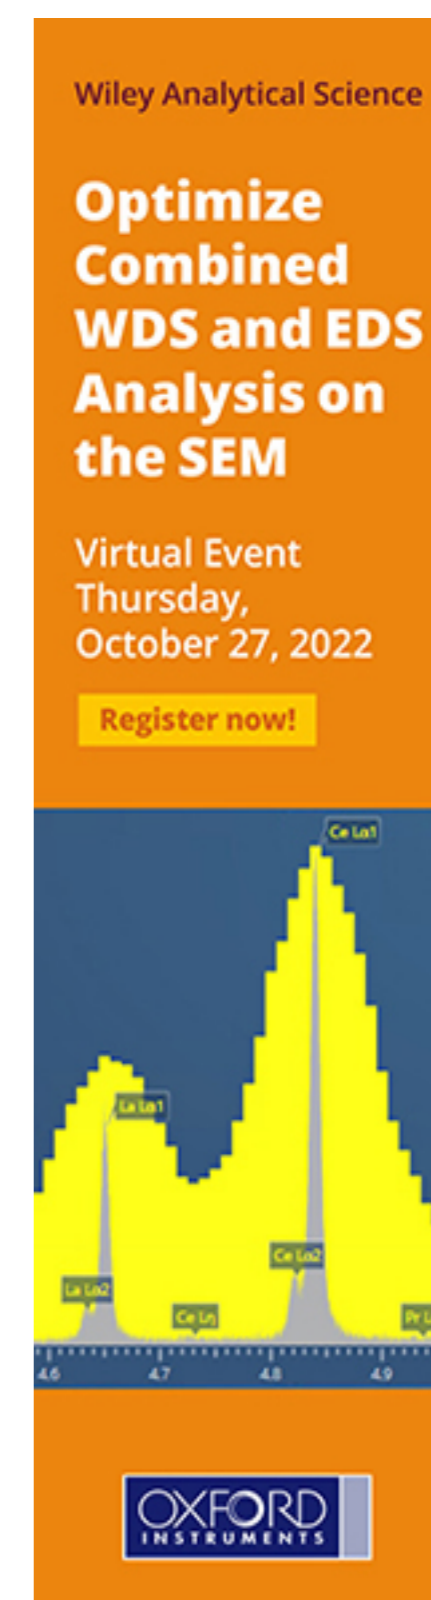 Wiley Analytical Science
Optimize
Combined
WDS and EDS
Analysis on
the SEM
Virtual Event
Thursday,
October 27, 2022
Register now!
Ce Lα1
La Lα1
Ce Lα2
La Lα2
Ce Lη
Pr
4.6 4.7 4.8 4.9
OXFORD
INSTRUMENTS